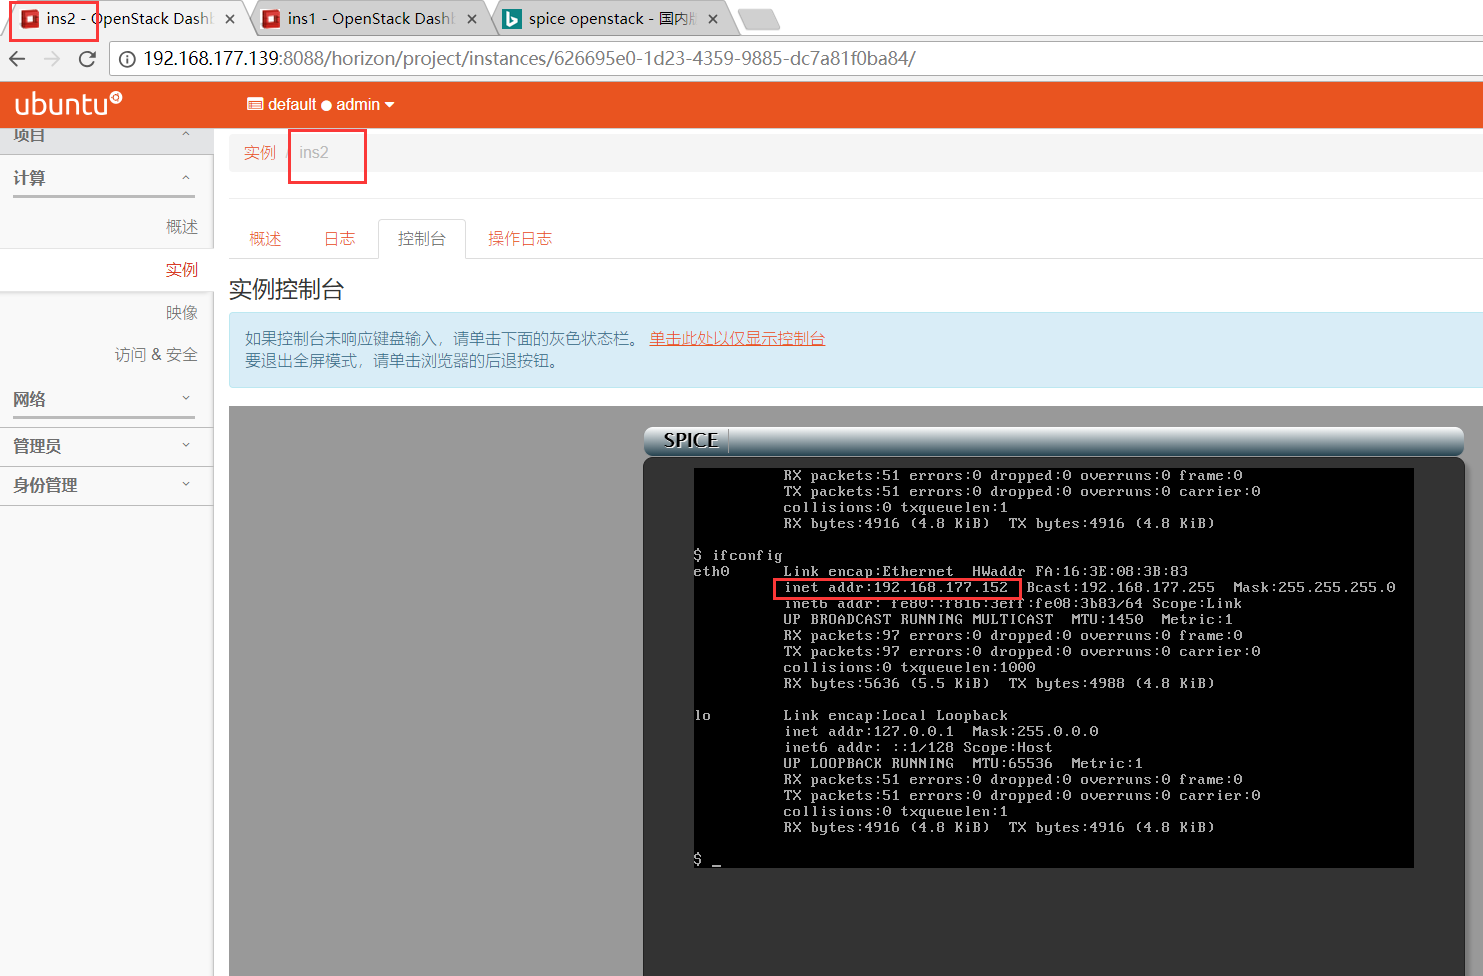 ins2 - OpenStack Dashb
ins1 - OpenStack Dashb
spice openstack - 国内版
192.168.177.139:8088/horizon/project/instances/626695e0-1d23-4359-9885-dc7a81f0ba84/
ubuntu
default ● admin
项目
计算
概述
实例
映像
访问 & 安全
网络
管理员
身份管理
实例 / ins2
概述
日志
控制台
操作日志
实例控制台
如果控制台未响应键盘输入，请单击下面的灰色状态栏。 单击此处以仅显示控制台
要退出全屏模式，请单击浏览器的后退按钮。
SPICE
RX packets:51 errors:0 dropped:0 overruns:0 frame:0
TX packets:51 errors:0 dropped:0 overruns:0 carrier:0
collisions:0 txqueuelen:1
RX bytes:4916 (4.8 KiB)  TX bytes:4916 (4.8 KiB)
$ ifconfig
eth0 Link encap:Ethernet  HWaddr FA:16:3E:08:3B:83
inet addr:192.168.177.152  Bcast:192.168.177.255  Mask:255.255.255.0
inet6 addr: fe80::f816:3eff:fe08:3b83/64 Scope:Link
UP BROADCAST RUNNING MULTICAST  MTU:1450  Metric:1
RX packets:97 errors:0 dropped:0 overruns:0 frame:0
TX packets:97 errors:0 dropped:0 overruns:0 carrier:0
collisions:0 txqueuelen:1000
RX bytes:5636 (5.5 KiB)  TX bytes:4988 (4.8 KiB)
lo Link encap:Local Loopback
inet addr:127.0.0.1  Mask:255.0.0.0
inet6 addr: ::1/128 Scope:Host
UP LOOPBACK RUNNING  MTU:65536  Metric:1
RX packets:51 errors:0 dropped:0 overruns:0 frame:0
TX packets:51 errors:0 dropped:0 overruns:0 carrier:0
collisions:0 txqueuelen:1
RX bytes:4916 (4.8 KiB)  TX bytes:4916 (4.8 KiB)
$ _